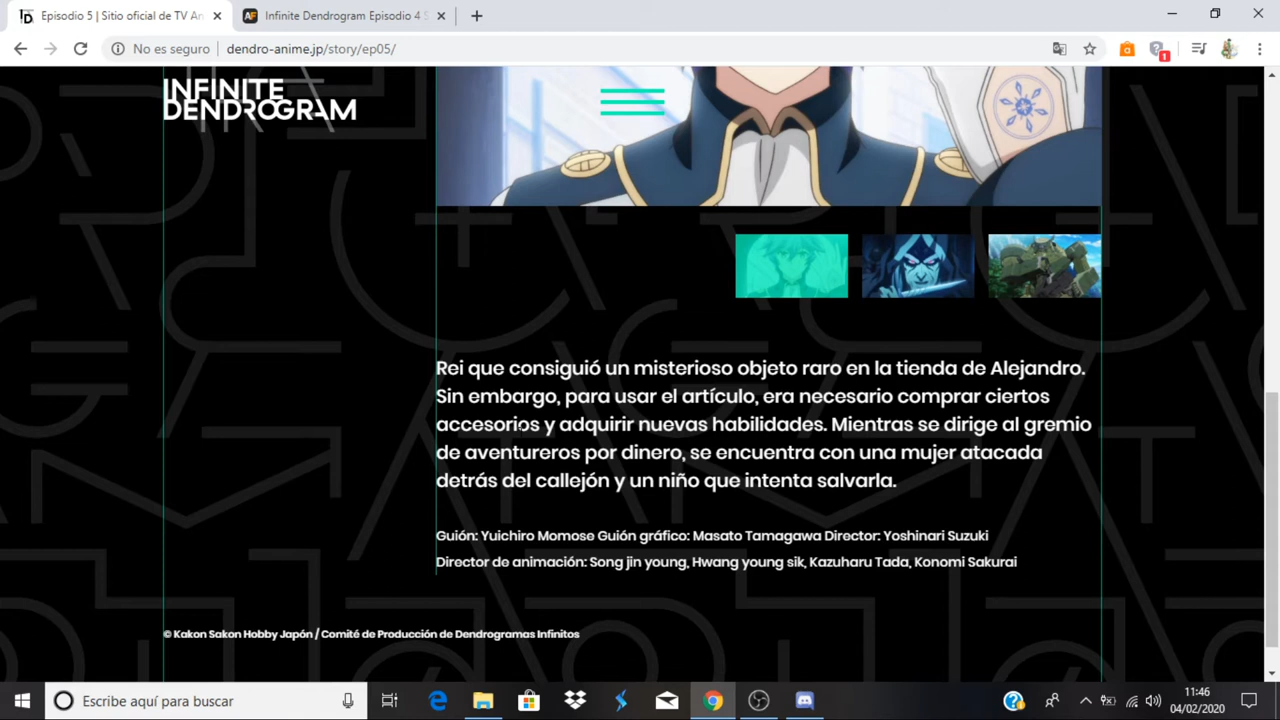 Episodio 5 | Sitio oficial de TV An
Infinite Dendrogram Episodio 4 S
No es seguro
dendro-anime.jp/story/ep05/
1
INFINITE
DENDROGRAM
Rei que consiguió un misterioso objeto raro en la tienda de Alejandro.
Sin embargo, para usar el artículo, era necesario comprar ciertos
accesorios y adquirir nuevas habilidades. Mientras se dirige al gremio
de aventureros por dinero, se encuentra con una mujer atacada
detrás del callejón y un niño que intenta salvarla.
Guión: Yuichiro Momose Guión gráfico: Masato Tamagawa Director: Yoshinari Suzuki
Director de animación: Song jin young, Hwang young sik, Kazuharu Tada, Konomi Sakurai
© Kakon Sakon Hobby Japón / Comité de Producción de Dendrogramas Infinitos
Escribe aquí para buscar
11:46
04/02/2020